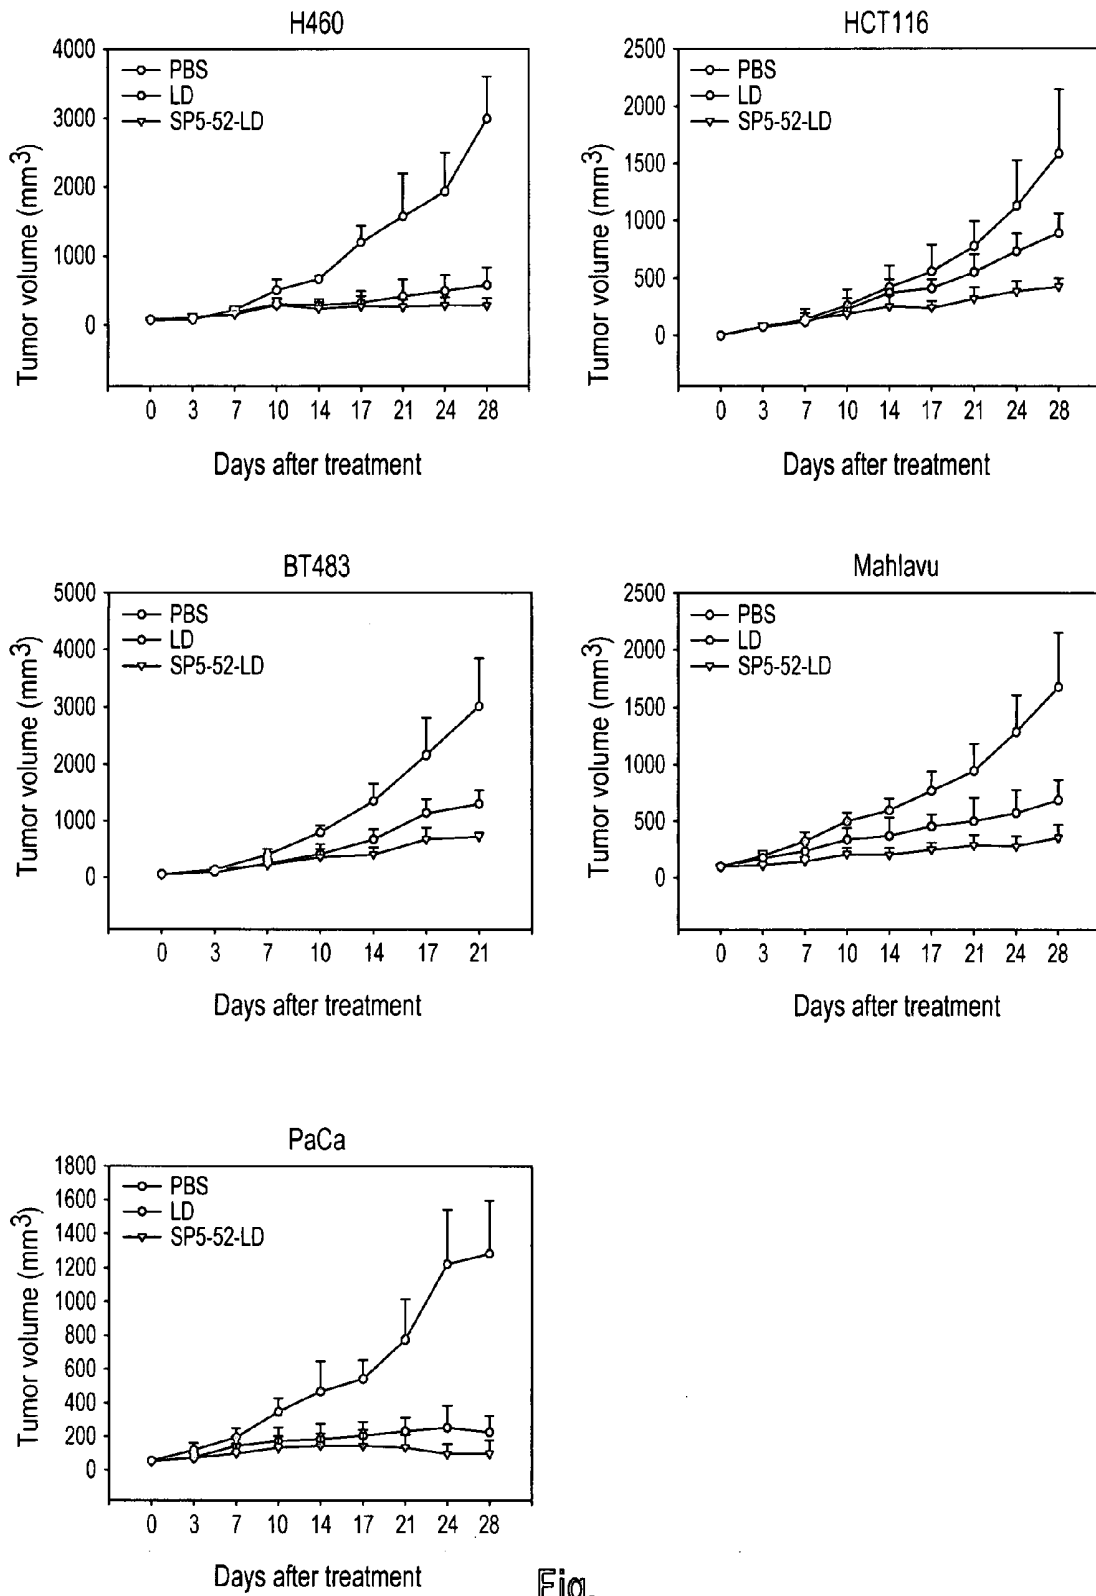 H460
4000
3000
2000
1000
0
Tumor volume (mm3)
PBS
LD
SP5-52-LD
0 3 7 10 14 17 21 24 28
Days after treatment
HCT116
2500
2000
1500
1000
500
0
Tumor volume (mm3)
PBS
LD
SP5-52-LD
0 3 7 10 14 17 21 24 28
Days after treatment
BT483
5000
4000
3000
2000
1000
0
Tumor volume (mm3)
PBS
LD
SP5-52-LD
0 3 7 10 14 17 21
Days after treatment
Mahlavu
2500
2000
1500
1000
500
0
Tumor volume (mm3)
PBS
LD
SP5-52-LD
0 3 7 10 14 17 21 24 28
Days after treatment
PaCa
1800
1600
1400
1200
1000
800
600
400
200
0
Tumor volume (mm3)
PBS
LD
SP5-52-LD
0 3 7 10 14 17 21 24 28
Days after treatment
Fig.